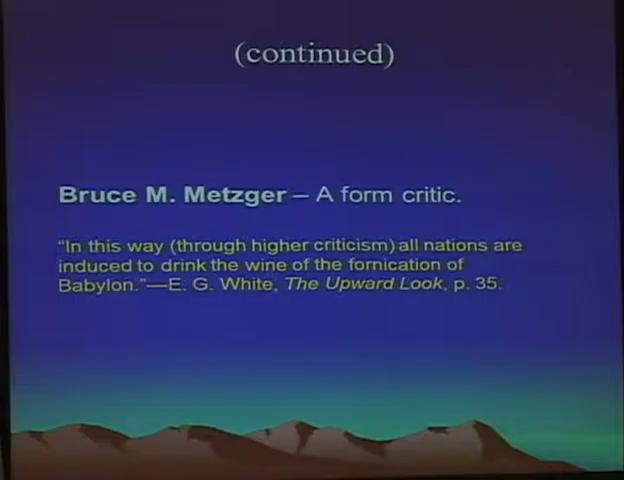 (continued)
Bruce M. Metzger – A form critic.
“In this way (through higher criticism) all nations are
induced to drink the wine of the fornication of
Babylon.”—E. G. White, The Upward Look, p. 35.